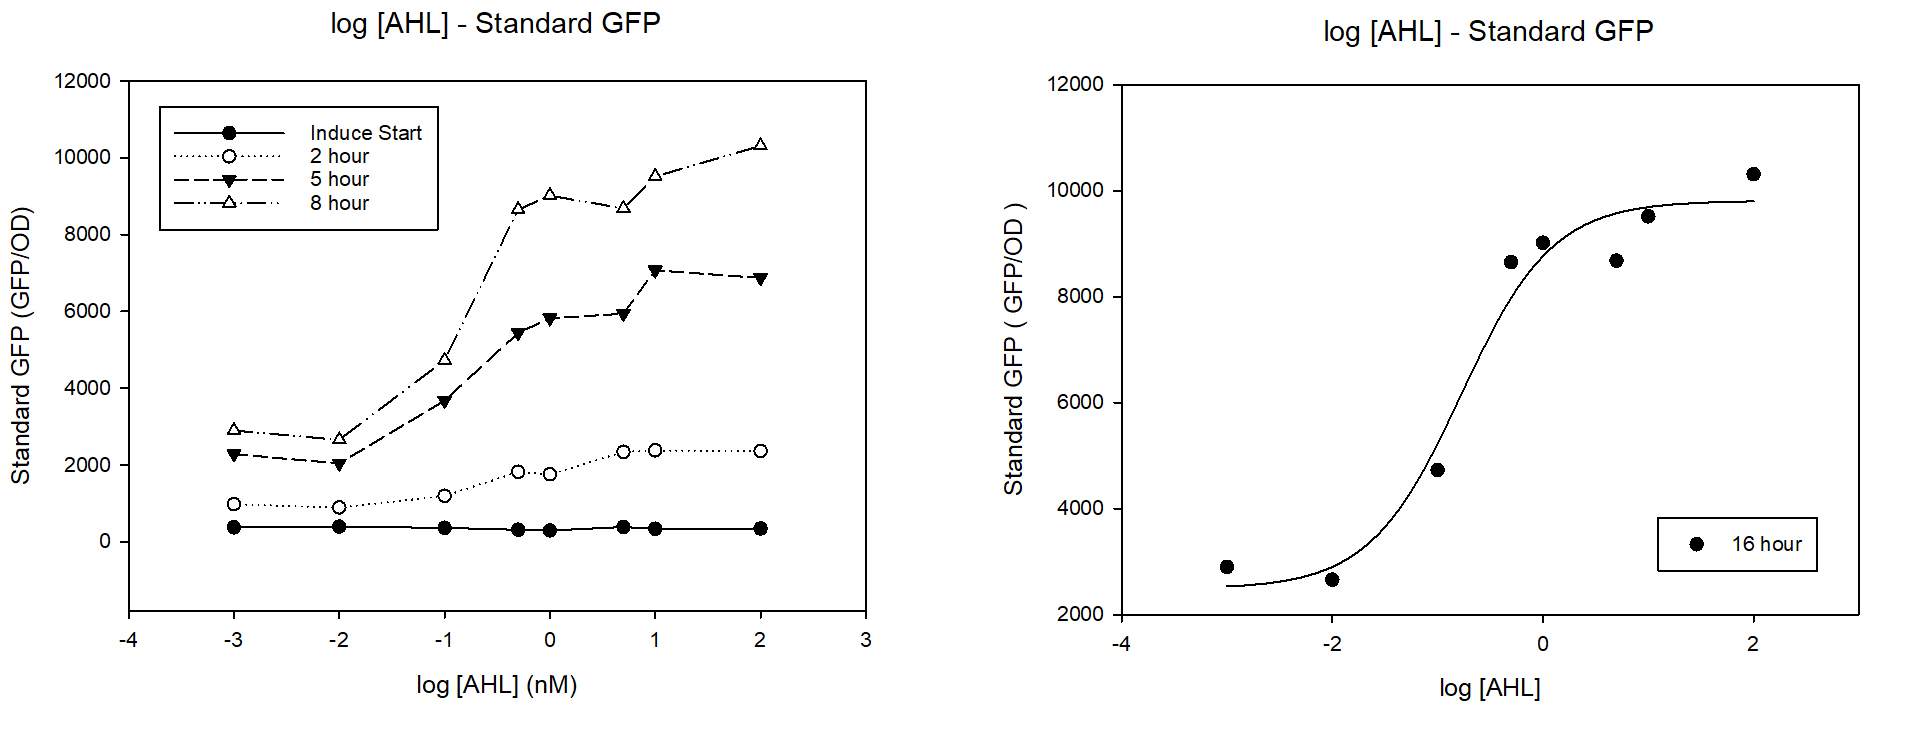 log [AHL] - Standard GFP
12000
10000
8000
6000
4000
2000
0
Standard GFP (GFP/OD)
Induce Start
2 hour
5 hour
8 hour
-4 -3 -2 -1 0 1 2 3
log [AHL] (nM)
log [AHL] - Standard GFP
12000
10000
8000
6000
4000
2000
Standard GFP ( GFP/OD )
16 hour
-4 -2 0 2
log [AHL]